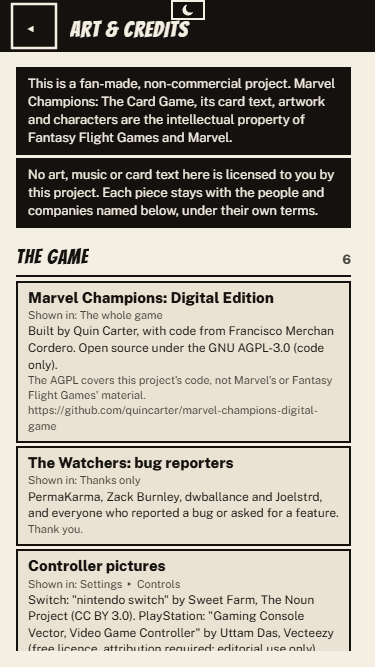 ART & CREDITS
This is a fan-made, non-commercial project. Marvel
Champions: The Card Game, its card text, artwork
and characters are the intellectual property of
Fantasy Flight Games and Marvel.
No art, music or card text here is licensed to you by
this project. Each piece stays with the people and
companies named below, under their own terms.
THE GAME 6
Marvel Champions: Digital Edition
Shown in: The whole game
Built by Quin Carter, with code from Francisco Merchan
Cordero. Open source under the GNU AGPL-3.0 (code
only).
The AGPL covers this project's code, not Marvel's or Fantasy
Flight Games' material.
https://github.com/quincarter/marvel-champions-digital-
game
The Watchers: bug reporters
Shown in: Thanks only
PermaKarma, Zack Burnley, dwballance and Joelstrd,
and everyone who reported a bug or asked for a feature.
Thank you.
Controller pictures
Shown in: Settings ‣ Controls
Switch: "nintendo switch" by Sweet Farm, The Noun
Project (CC BY 3.0). PlayStation: "Gaming Console
Vector, Video Game Controller" by Uttam Das, Vecteezy
(free licence, attribution required; editorial use only)